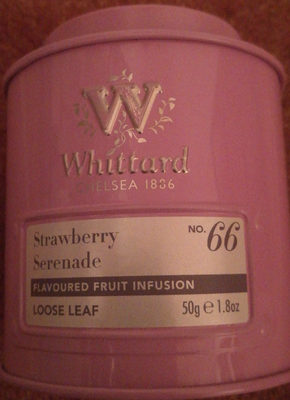 W
Whittard
CHELSEA 1886
Strawberry
Serenade
NO. 66
FLAVOURED FRUIT INFUSION
LOOSE LEAF
50g e 1.8oz